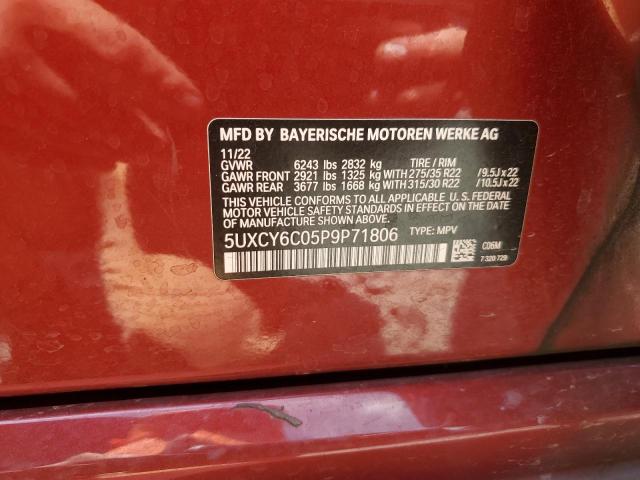 MFD BY BAYERISCHE MOTOREN WERKE AG
11/22
GVWR 6243 lbs 2832 kg TIRE / RIM
GAWR FRONT 2921 lbs 1325 kg WITH 275/35 R22 /9.5J x 22
GAWR REAR 3677 lbs 1668 kg WITH 315/30 R22 /10.5J x 22
THIS VEHICLE CONFORMS TO ALL APPLICABLE U. S. FEDERAL
MOTOR VEHICLE SAFETY STANDARDS IN EFFECT ON THE
DATE OF MANUFACTURE SHOWN ABOVE.
5UXCY6C05P9P71806 TYPE: MPV
C06M
7 320 720